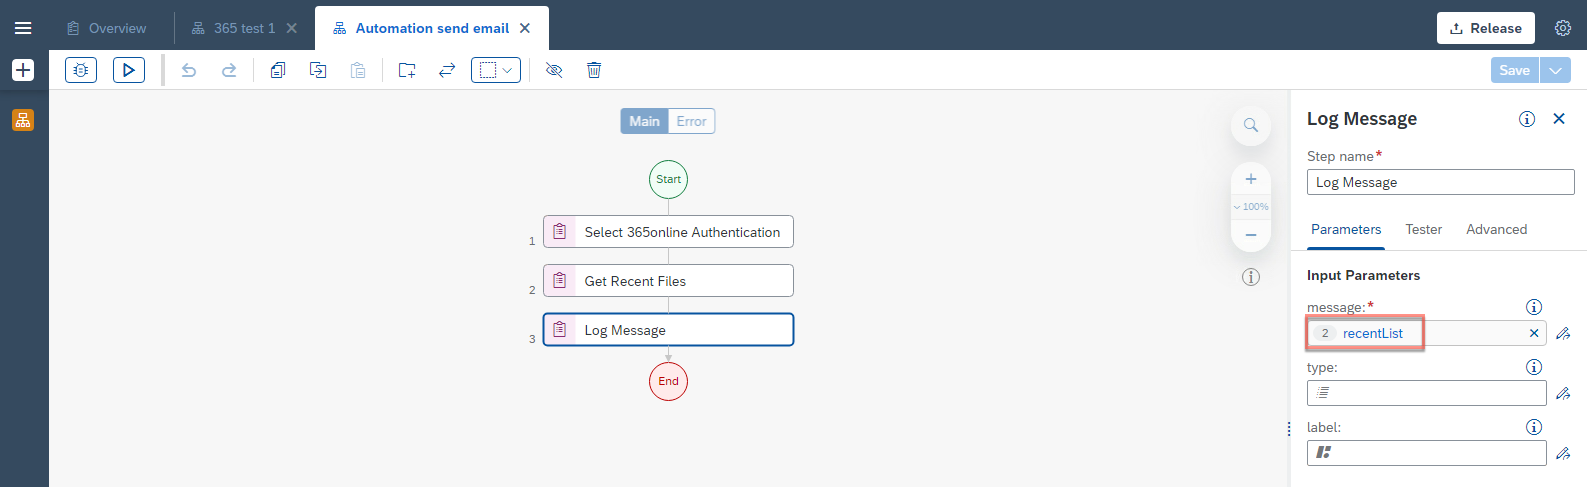 Overview
365 test 1
Automation send email
Release
Save
Main
Error
Start
1
Select 365online Authentication
2
Get Recent Files
3
Log Message
End
100%
Log Message
Step name*
Log Message
Parameters
Tester
Advanced
Input Parameters
message:*
2 recentList
type:
label: